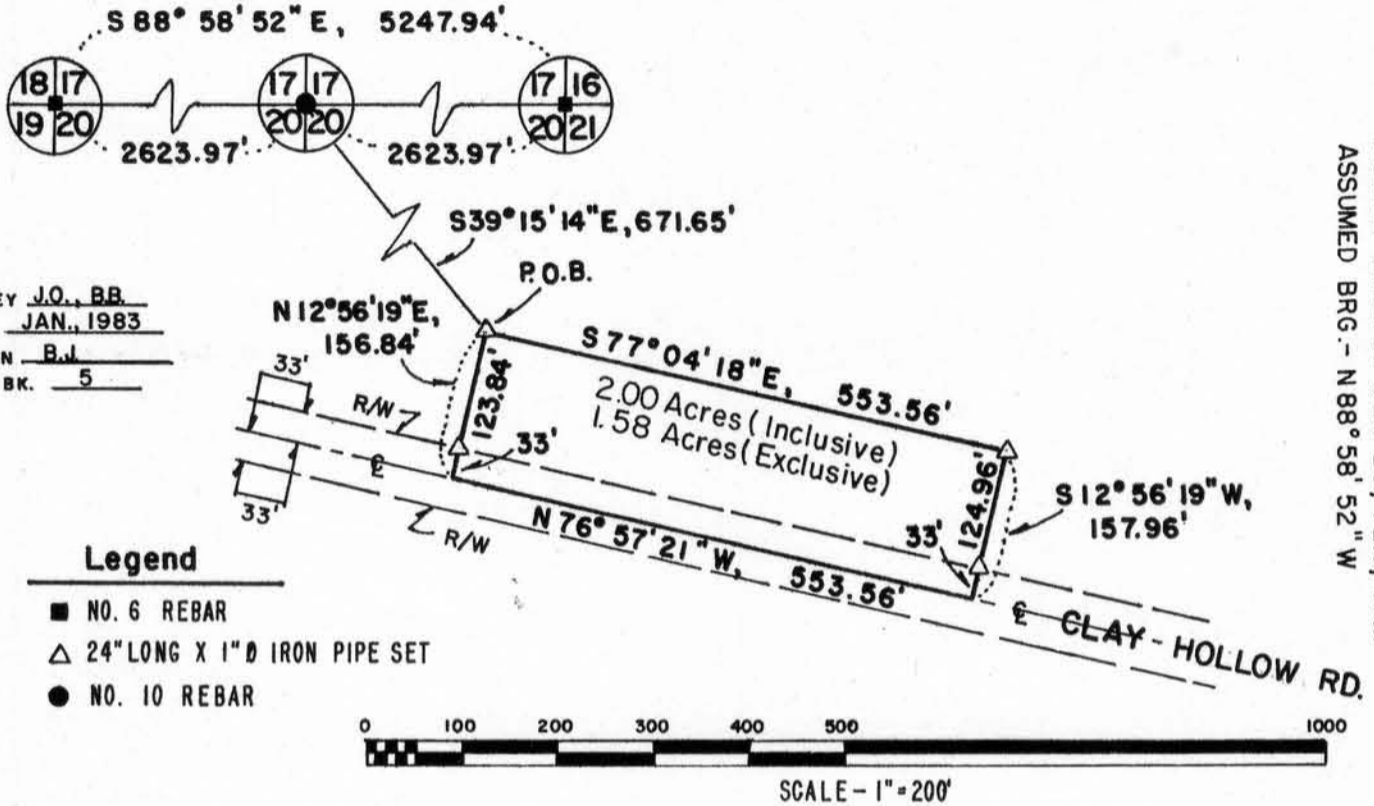 S 88° 58' 52" E, 5247.94'
18 17
19 20
17 17
20 20
17 16
20 21
2623.97'
2623.97'
S39°15'14"E, 671.65'
P.O.B.
J.O., B.B.
JAN., 1983
B.J.
BK. 5
N 12°56'19"E,
156.84'
123.84'
33'
R/W
33'
℄
33'
R/W
S 77°04'18"E, 553.56'
2.00 Acres (Inclusive)
1.58 Acres (Exclusive)
124.96'
33'
S 12°56'19"W,
157.96'
N 76°57'21"W, 553.56'
℄ CLAY-HOLLOW RD.
ASSUMED BRG.- N 88°58'52"W
Legend
■ NO. 6 REBAR
△ 24"LONG X 1"Ø IRON PIPE SET
● NO. 10 REBAR
0 100 200 300 400 500 1000
SCALE - 1"=200'